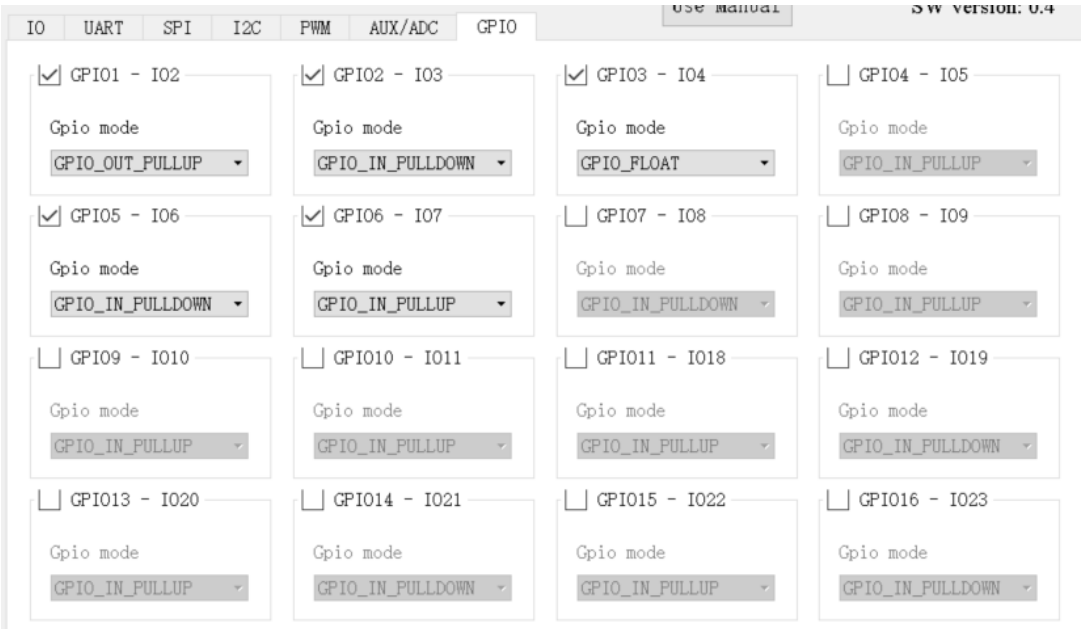 Use Manual SW Version: 0.4
IO UART SPI I2C PWM AUX/ADC GPIO
GPIO1 - IO2 GPIO2 - IO3 GPIO3 - IO4 GPIO4 - IO5
Gpio mode Gpio mode Gpio mode Gpio mode
GPIO_OUT_PULLUP GPIO_IN_PULLDOWN GPIO_FLOAT GPIO_IN_PULLUP
GPIO5 - IO6 GPIO6 - IO7 GPIO7 - IO8 GPIO8 - IO9
Gpio mode Gpio mode Gpio mode Gpio mode
GPIO_IN_PULLDOWN GPIO_IN_PULLUP GPIO_IN_PULLDOWN GPIO_IN_PULLUP
GPIO9 - IO10 GPIO10 - IO11 GPIO11 - IO18 GPIO12 - IO19
Gpio mode Gpio mode Gpio mode Gpio mode
GPIO_IN_PULLUP GPIO_IN_PULLUP GPIO_IN_PULLUP GPIO_IN_PULLDOWN
GPIO13 - IO20 GPIO14 - IO21 GPIO15 - IO22 GPIO16 - IO23
Gpio mode Gpio mode Gpio mode Gpio mode
GPIO_IN_PULLUP GPIO_IN_PULLDOWN GPIO_IN_PULLUP GPIO_IN_PULLDOWN